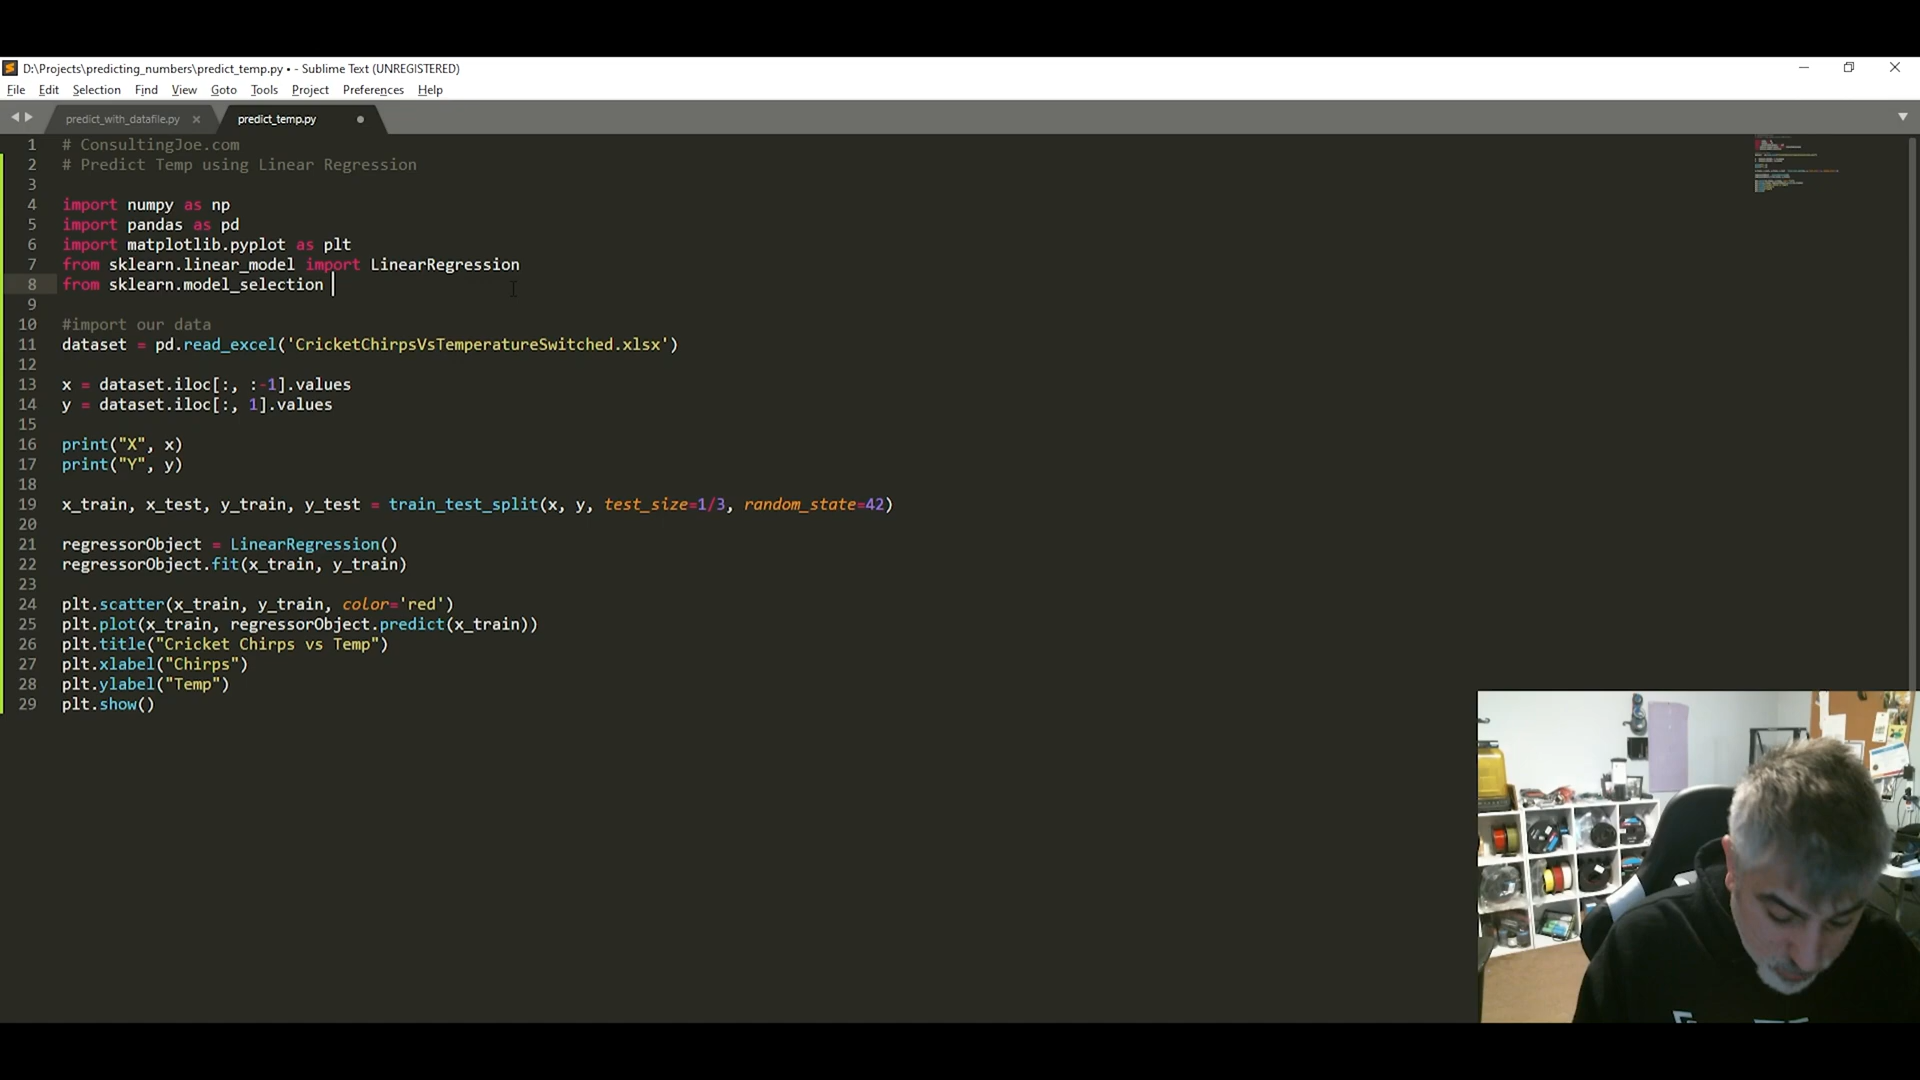 D:\Projects\predicting_numbers\predict_temp.py • - Sublime Text (UNREGISTERED)
File Edit Selection Find View Goto Tools Project Preferences Help
predict_with_datafile.py × predict_temp.py
1 # ConsultingJoe.com
2 # Predict Temp using Linear Regression
3
4 import numpy as np
5 import pandas as pd
6 import matplotlib.pyplot as plt
7 from sklearn.linear_model import LinearRegression
8 from sklearn.model_selection
9
10 #import our data
11 dataset = pd.read_excel('CricketChirpsVsTemperatureSwitched.xlsx')
12
13 x = dataset.iloc[:, :-1].values
14 y = dataset.iloc[:, 1].values
15
16 print("X", x)
17 print("Y", y)
18
19 x_train, x_test, y_train, y_test = train_test_split(x, y, test_size=1/3, random_state=42)
20
21 regressorObject = LinearRegression()
22 regressorObject.fit(x_train, y_train)
23
24 plt.scatter(x_train, y_train, color='red')
25 plt.plot(x_train, regressorObject.predict(x_train))
26 plt.title("Cricket Chirps vs Temp")
27 plt.xlabel("Chirps")
28 plt.ylabel("Temp")
29 plt.show()